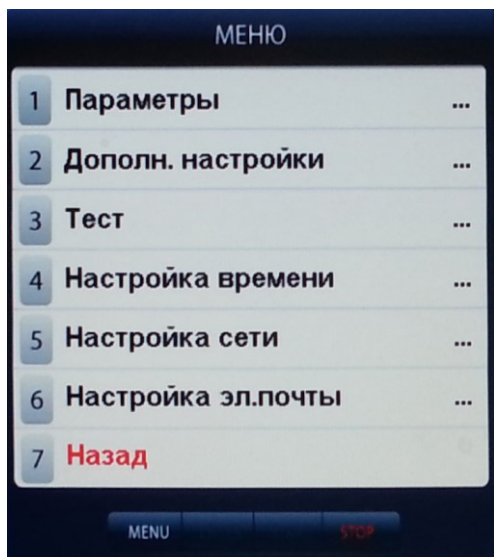 МЕНЮ
1 Параметры ...
2 Дополн. настройки ...
3 Тест ...
4 Настройка времени ...
5 Настройка сети ...
6 Настройка эл.почты ...
7 Назад
MENU STOP